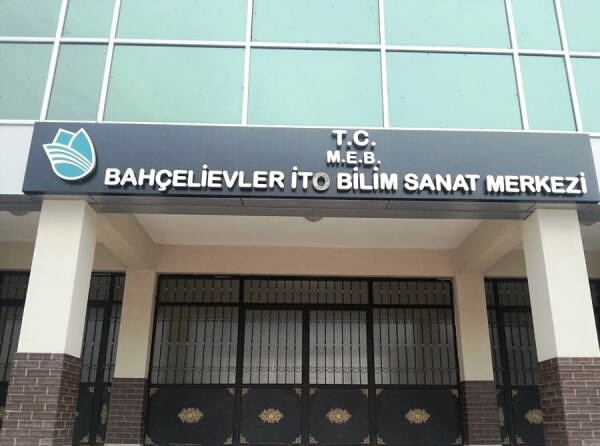 T.C.
M.E.B.
BAHÇELİEVLER İTO BİLİM SANAT MERKEZİ